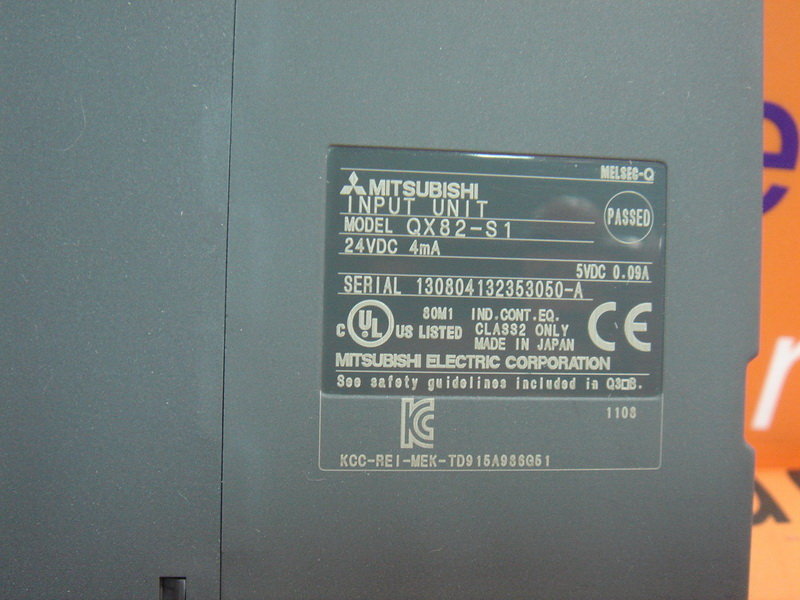 MELSEC-Q
MITSUBISHI
INPUT UNIT
PASSED
MODEL QX82-S1
24VDC 4mA
5VDC 0.09A
SERIAL 130804132353050-A
80M1 IND.CONT.EQ.
C UL US LISTED CLASS2 ONLY
MADE IN JAPAN
CE
MITSUBISHI ELECTRIC CORPORATION
See safety guidelines included in Q3□B.
KC
1103
KCC-REI-MEK-TD915A986G51